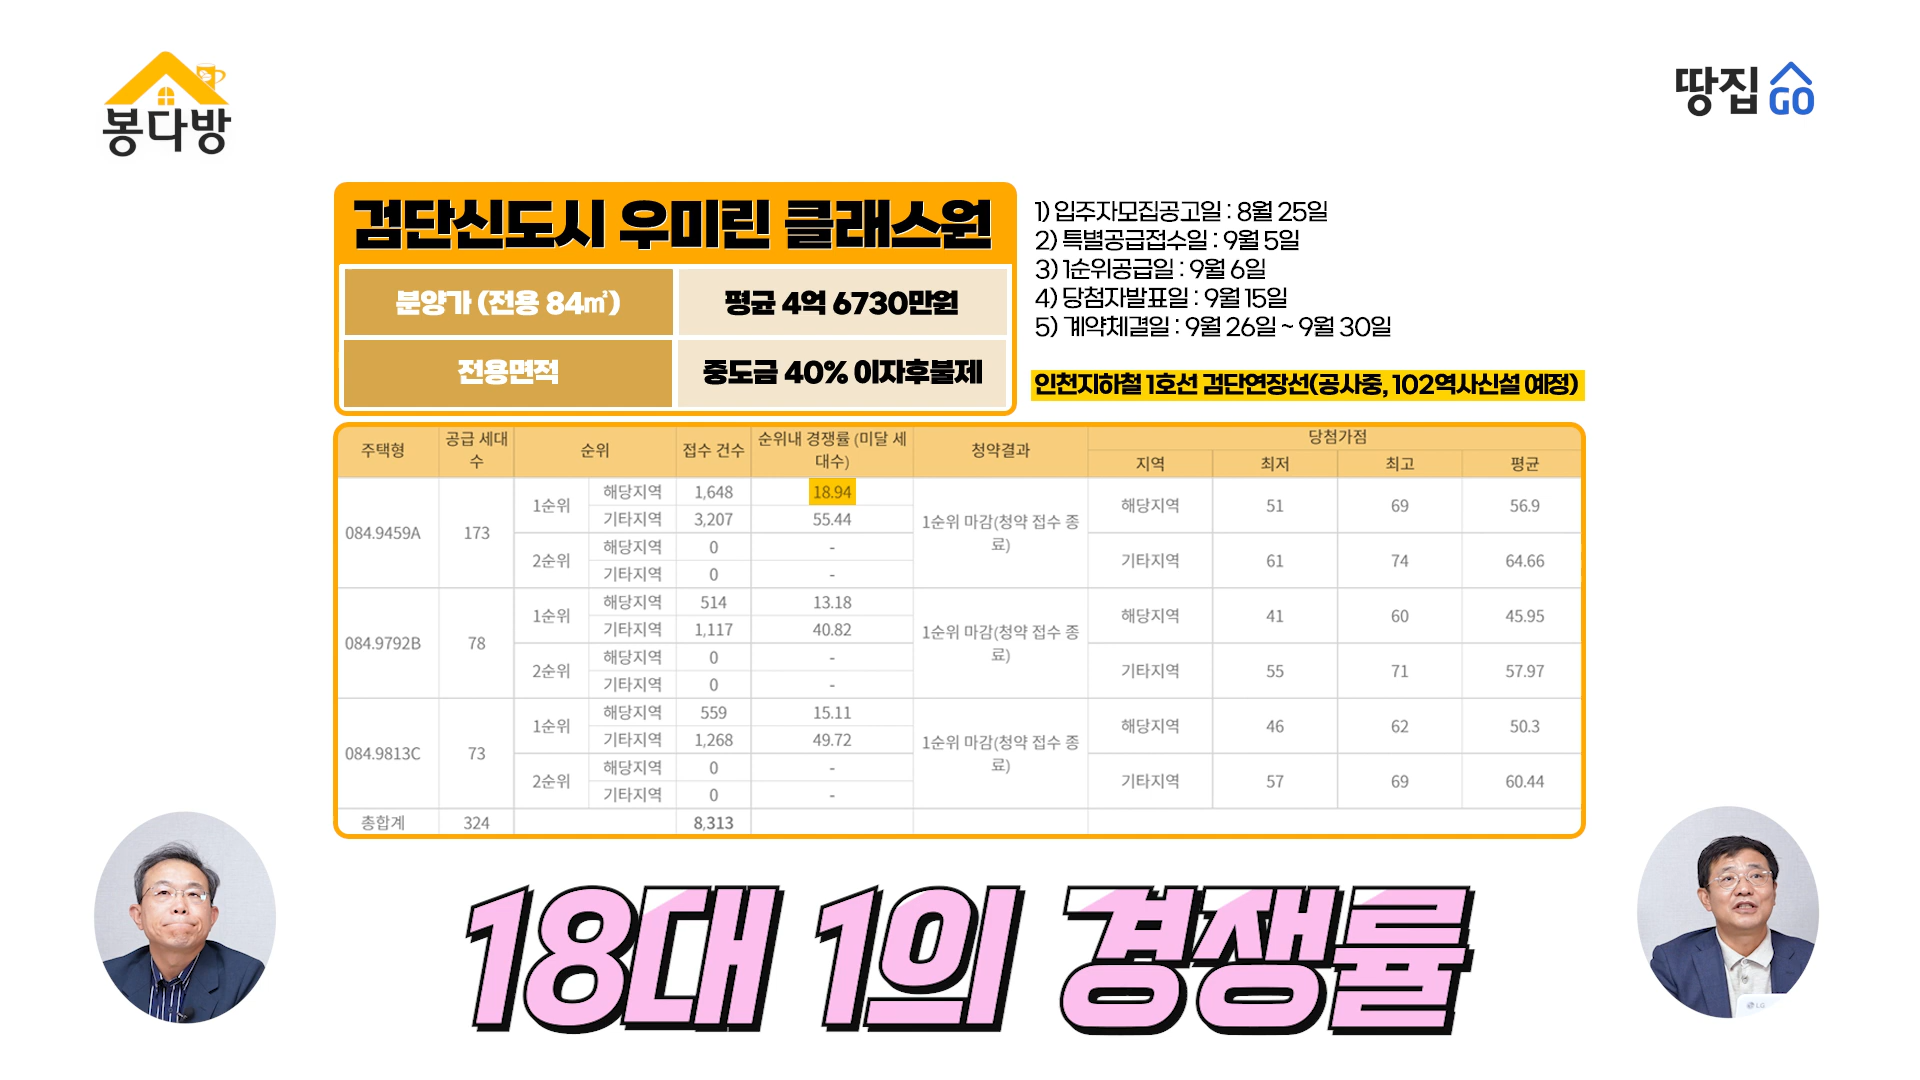 봉다방
땅집GO
검단신도시 우미린 클래스원
분양가 (전용 84㎡) 평균 4억 6730만원
전용면적 중도금 40% 이자후불제
1) 입주자모집공고일 : 8월 25일
2) 특별공급접수일 : 9월 5일
3) 1순위공급일 : 9월 6일
4) 당첨자발표일 : 9월 15일
5) 계약체결일 : 9월 26일 ~ 9월 30일
인천지하철 1호선 검단연장선(공사중, 102역사신설 예정)
주택형 공급 세대수 순위 접수 건수 순위내 경쟁률 (미달 세대수) 청약결과 당첨가점
지역 최저 최고 평균
084.9459A 173 1순위 해당지역 1,648 18.94 1순위 마감(청약 접수 종료) 해당지역 51 69 56.9
기타지역 3,207 55.44
2순위 해당지역 0 - 기타지역 61 74 64.66
기타지역 0 -
084.9792B 78 1순위 해당지역 514 13.18 1순위 마감(청약 접수 종료) 해당지역 41 60 45.95
기타지역 1,117 40.82
2순위 해당지역 0 - 기타지역 55 71 57.97
기타지역 0 -
084.9813C 73 1순위 해당지역 559 15.11 1순위 마감(청약 접수 종료) 해당지역 46 62 50.3
기타지역 1,268 49.72
2순위 해당지역 0 - 기타지역 57 69 60.44
기타지역 0 -
총합계 324 8,313
LG
18대 1의 경쟁률